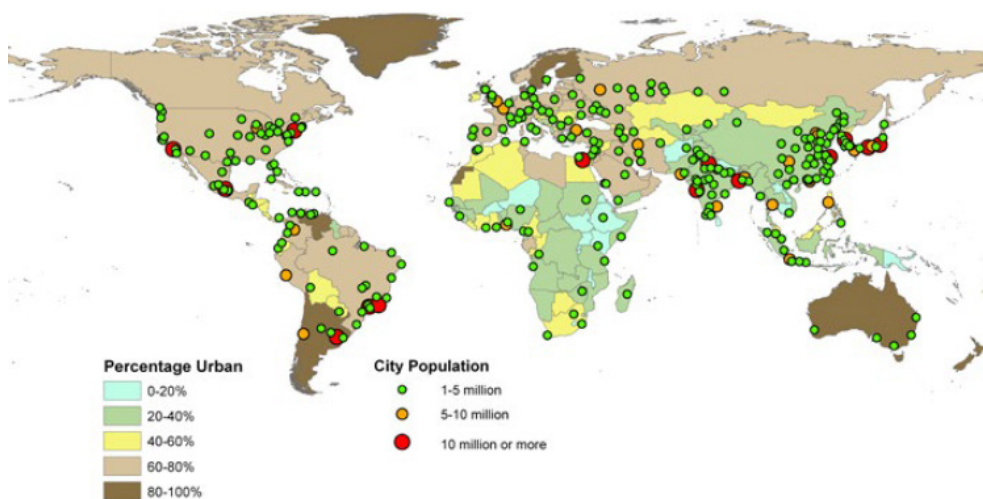 Percentage Urban
0-20%
20-40%
40-60%
60-80%
80-100%
City Population
1-5 million
5-10 million
10 million or more